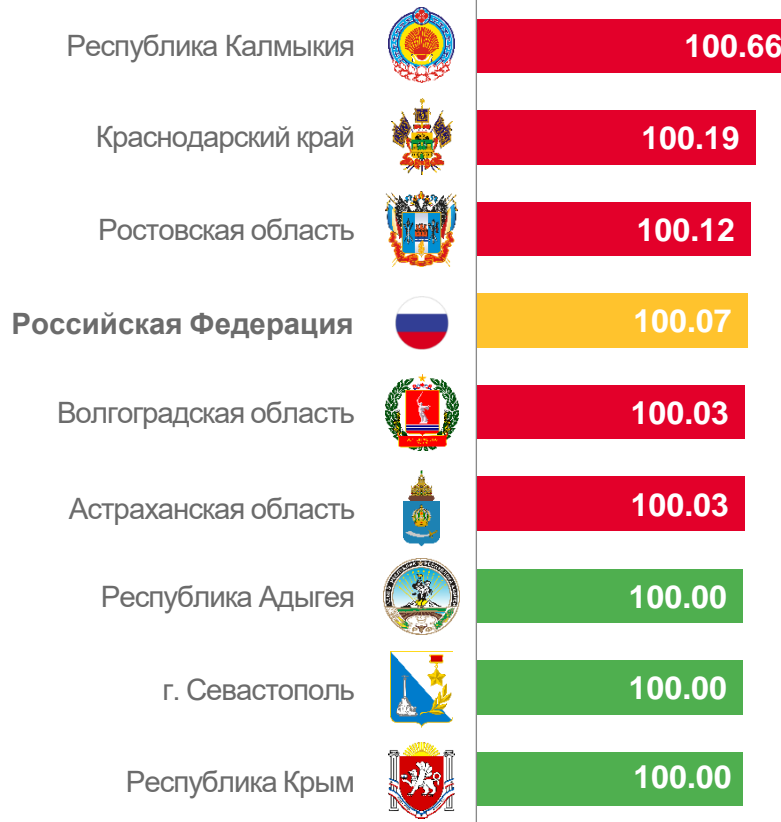 Республика Калмыкия 100.66
Краснодарский край 100.19
Ростовская область 100.12
Российская Федерация 100.07
Волгоградская область 100.03
Астраханская область 100.03
Республика Адыгея 100.00
г. Севастополь 100.00
Республика Крым 100.00